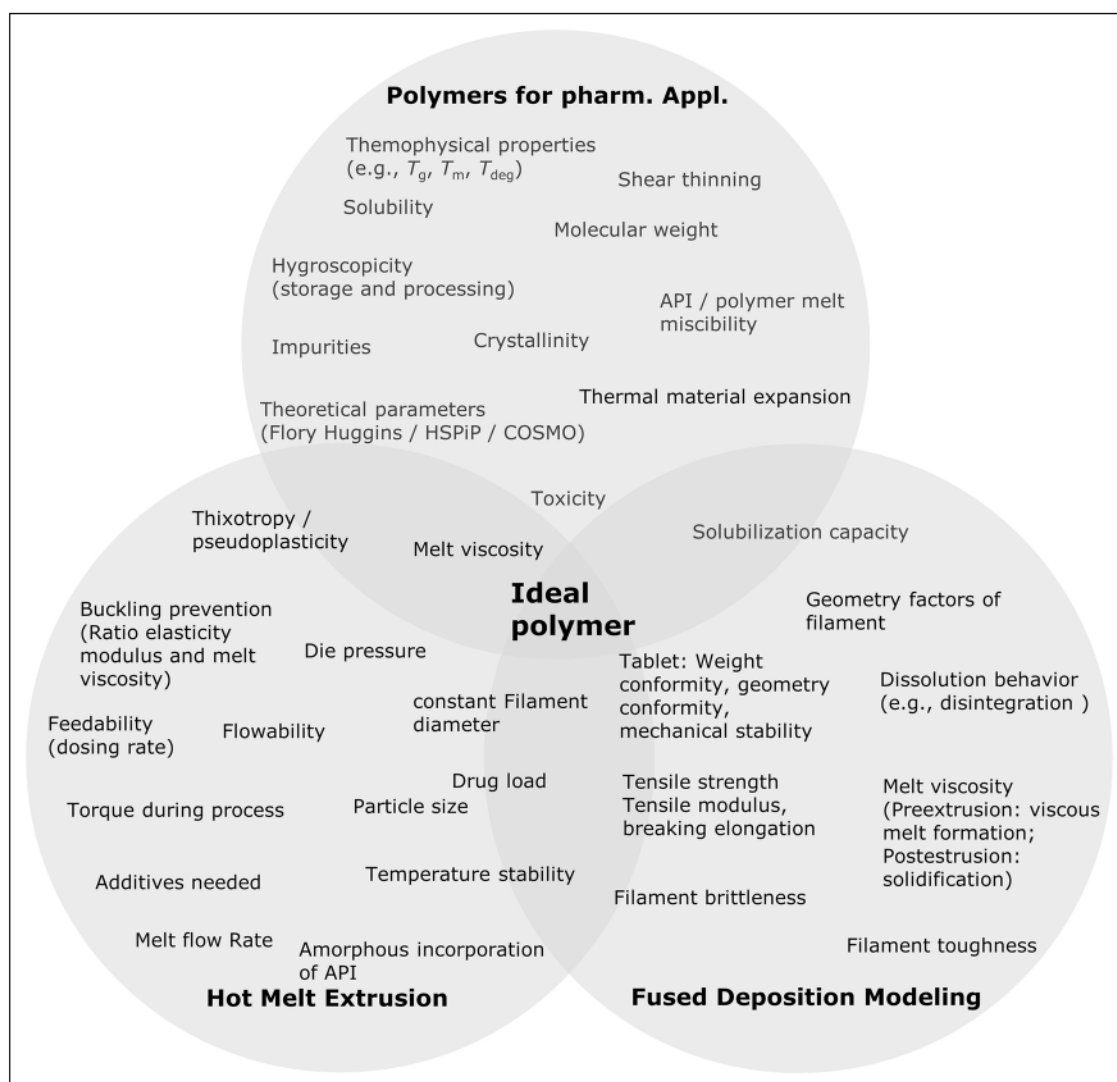 Polymers for pharm. Appl.
Themophysical properties
(e.g., Tg, Tm, Tdeg)
Shear thinning
Solubility
Molecular weight
Hygroscopicity
(storage and processing)
API / polymer melt
miscibility
Impurities
Crystallinity
Thermal material expansion
Theoretical parameters
(Flory Huggins / HSPiP / COSMO)
Toxicity
Thixotropy /
pseudoplasticity
Melt viscosity
Solubilization capacity
Ideal
polymer
Buckling prevention
(Ratio elasticity
modulus and melt
viscosity)
Die pressure
Geometry factors of
filament
Tablet: Weight
conformity, geometry
conformity,
mechanical stability
Dissolution behavior
(e.g., disintegration )
constant Filament
diameter
Feedability
(dosing rate)
Flowability
Drug load
Tensile strength
Tensile modulus,
breaking elongation
Melt viscosity
(Preextrusion: viscous
melt formation;
Postestrusion:
solidification)
Torque during process
Particle size
Additives needed
Temperature stability
Filament brittleness
Melt flow Rate
Amorphous incorporation
of API
Filament toughness
Hot Melt Extrusion
Fused Deposition Modeling